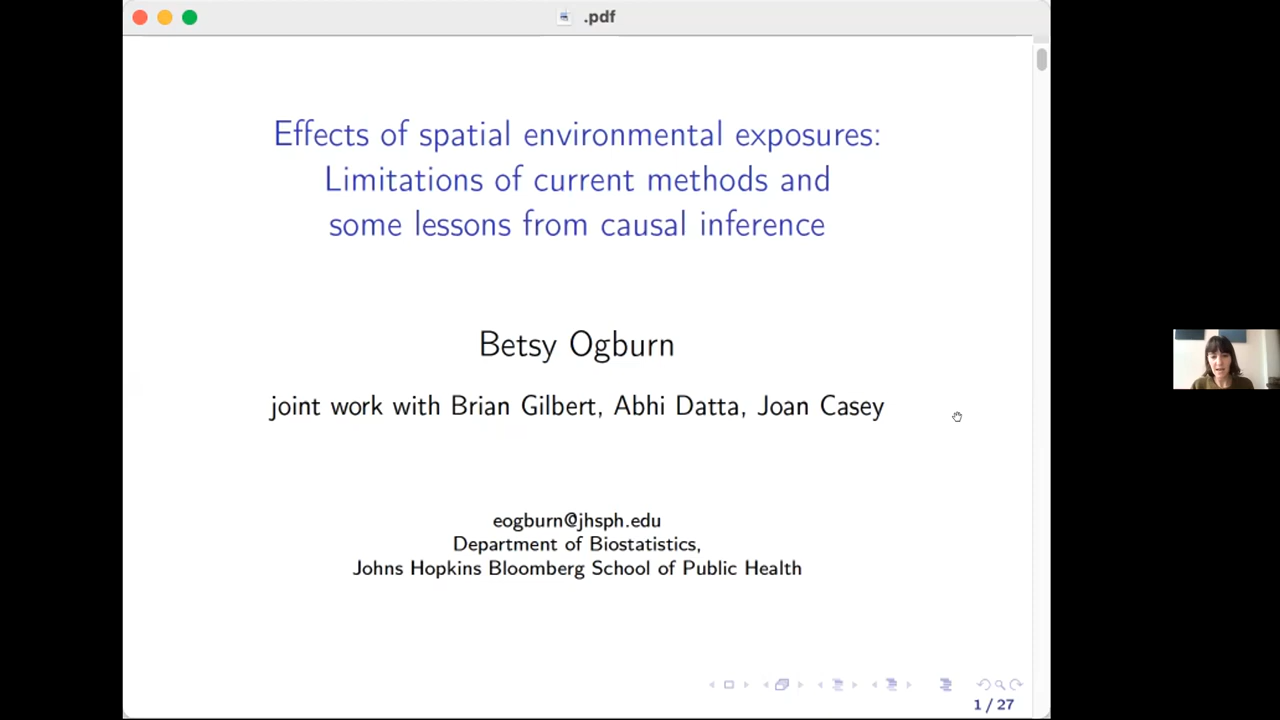 .pdf
Effects of spatial environmental exposures:
Limitations of current methods and
some lessons from causal inference
Betsy Ogburn
joint work with Brian Gilbert, Abhi Datta, Joan Casey
eogburn@jhsph.edu
Department of Biostatistics,
Johns Hopkins Bloomberg School of Public Health
1 / 27